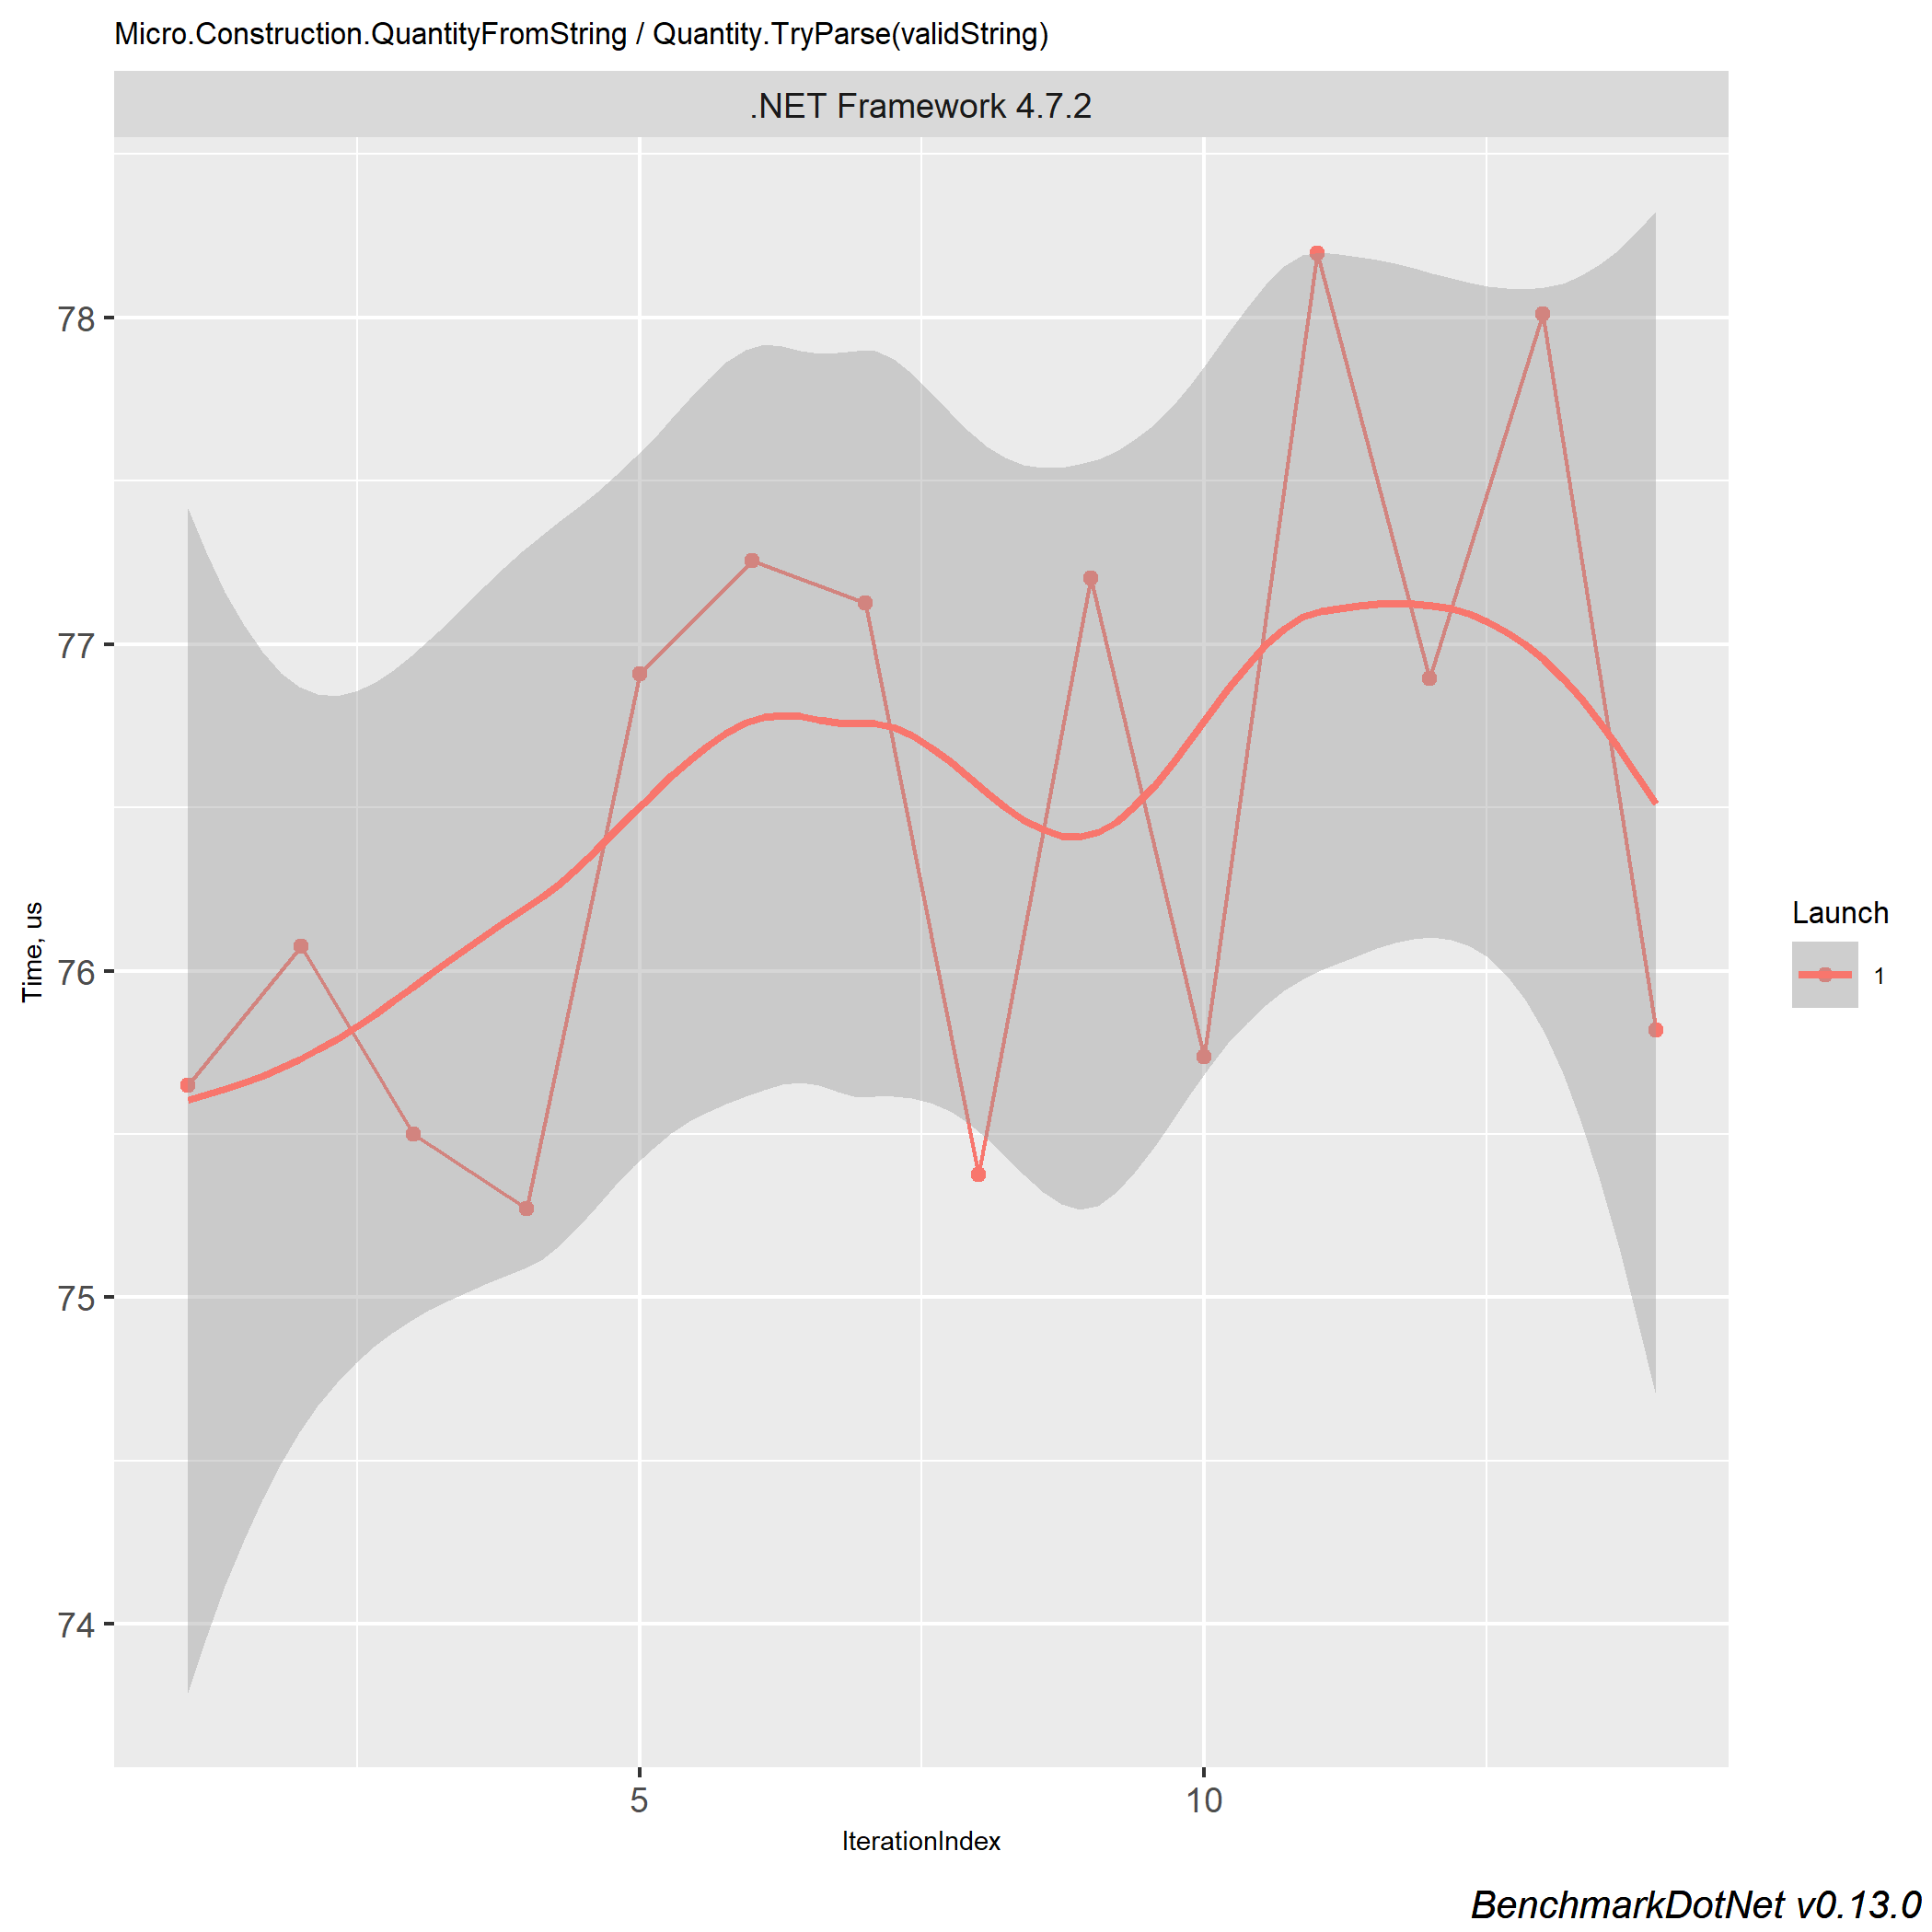 Micro.Construction.QuantityFromString / Quantity.TryParse(validString)
.NET Framework 4.7.2
78
77
76
75
74
Time, us
5
10
IterationIndex
Launch
1
BenchmarkDotNet v0.13.0